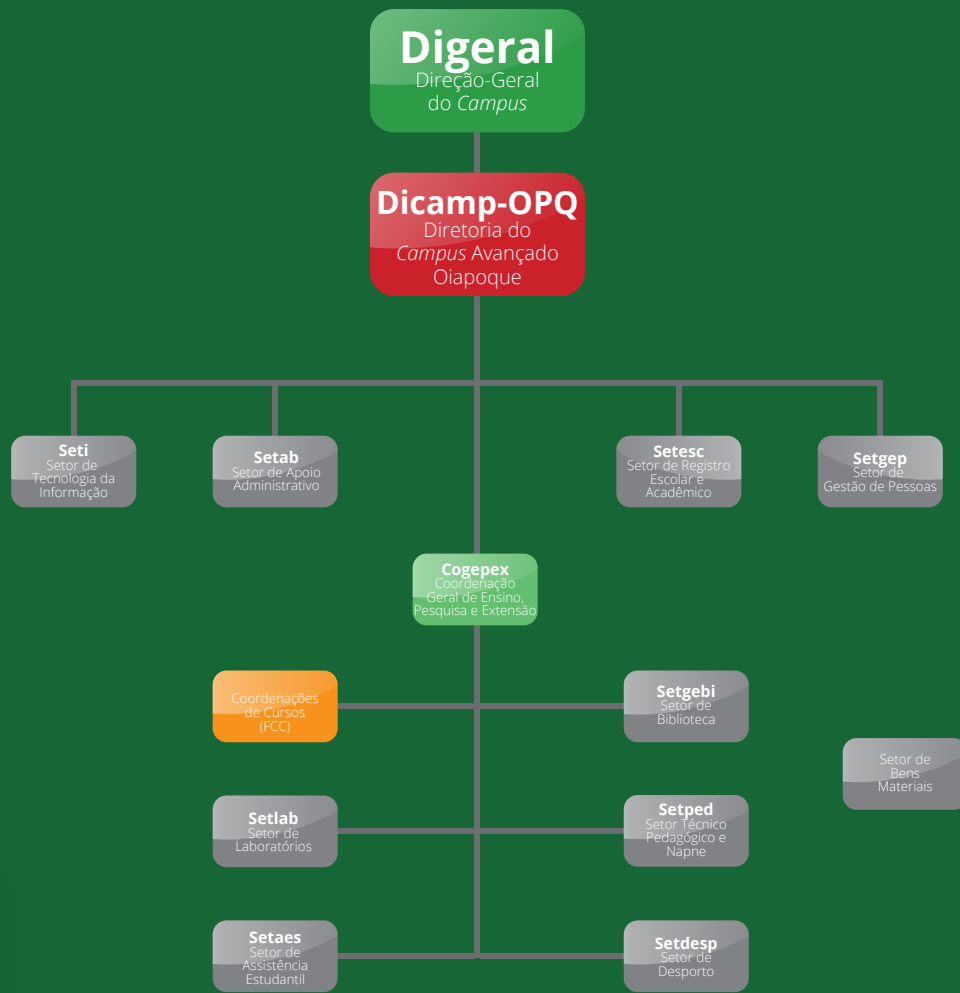 Digeral
Direção-Geral
do Campus
Dicamp-OPQ
Diretoria do
Campus Avançado
Oiapoque
Seti
Setor de
Tecnologia da
Informação
Setab
Setor de Apoio
Administrativo
Setesc
Setor de Registro
Escolar e
Acadêmico
Setgep
Setor de
Gestão de Pessoas
Cogepex
Coordenação
Geral de Ensino,
Pesquisa e Extensão
Coordenações
de Cursos
(FCC)
Setgebi
Setor de
Biblioteca
Setor de
Bens
Materiais
Setlab
Setor de
Laboratórios
Setped
Setor Técnico
Pedagógico e
Napne
Setaes
Setor de
Assistência
Estudantil
Setdesp
Setor de
Desporto